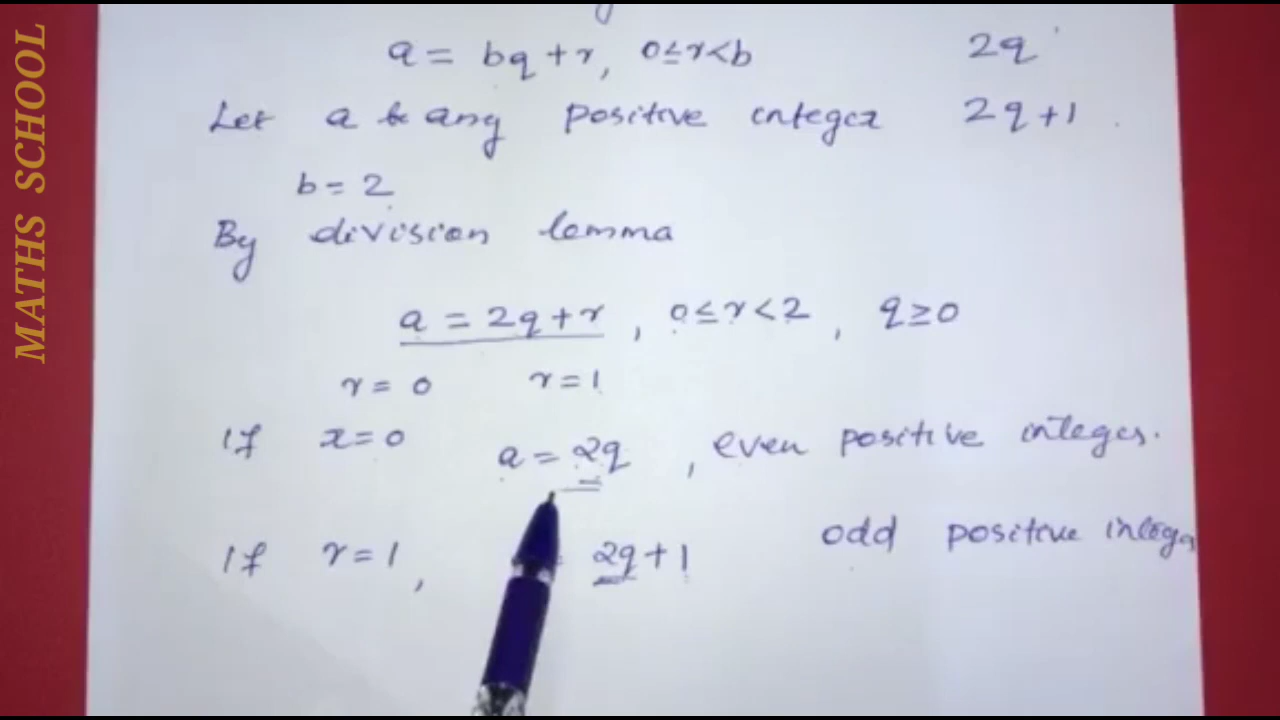 MATHS SCHOOL
a = bq + r, 0 ≤ r < b 2q
Let a be any positive integer 2q + 1
b = 2
By division lemma
a = 2q + r , 0 ≤ r < 2 , q ≥ 0
r = 0 r = 1
If r = 0 a = 2q , even positive integer.
If r = 1 , = 2q + 1 odd positive intege